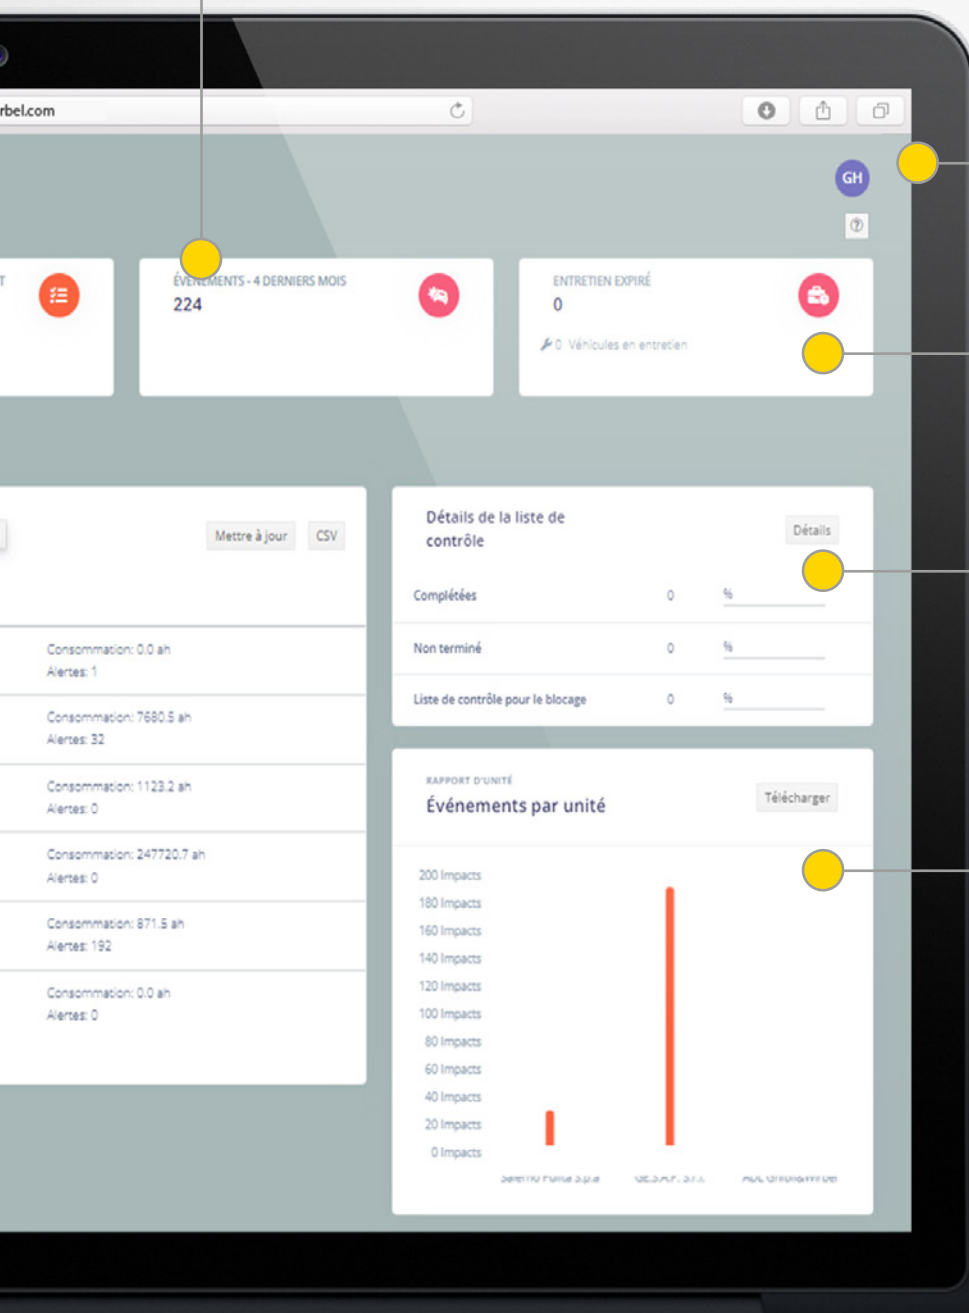 rbel.com
GH
?
T
ÉVÉNEMENTS - 4 DERNIERS MOIS
224
ENTRETIEN EXPIRÉ
0
0 Véhicules en entretien
Mettre à jour
CSV
Consommation: 0.0 ah
Alertes: 1
Consommation: 7680.5 ah
Alertes: 32
Consommation: 1123.2 ah
Alertes: 0
Consommation: 247720.7 ah
Alertes: 0
Consommation: 871.5 ah
Alertes: 192
Consommation: 0.0 ah
Alertes: 0
Détails de la liste de
contrôle
Détails
Complétées 0 %
Non terminé 0 %
Liste de contrôle pour le blocage 0 %
RAPPORT D'UNITÉ
Événements par unité
Télécharger
200 Impacts
180 Impacts
160 Impacts
140 Impacts
120 Impacts
100 Impacts
80 Impacts
60 Impacts
40 Impacts
20 Impacts
0 Impacts
Salerno Pulita S.p.a GE.S.A.P. S.r.l.